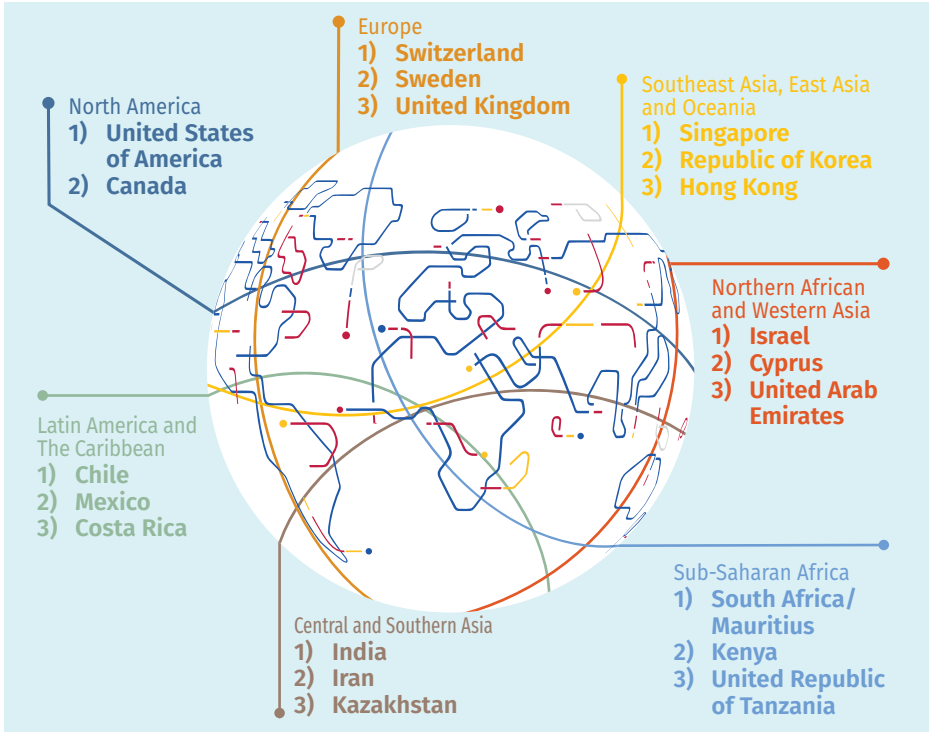 Europe
1) Switzerland
2) Sweden
3) United Kingdom
North America
1) United States
of America
2) Canada
Southeast Asia, East Asia
and Oceania
1) Singapore
2) Republic of Korea
3) Hong Kong
Northern African
and Western Asia
1) Israel
2) Cyprus
3) United Arab
Emirates
Latin America and
The Caribbean
1) Chile
2) Mexico
3) Costa Rica
Sub-Saharan Africa
1) South Africa/
Mauritius
2) Kenya
3) United Republic
of Tanzania
Central and Southern Asia
1) India
2) Iran
3) Kazakhstan